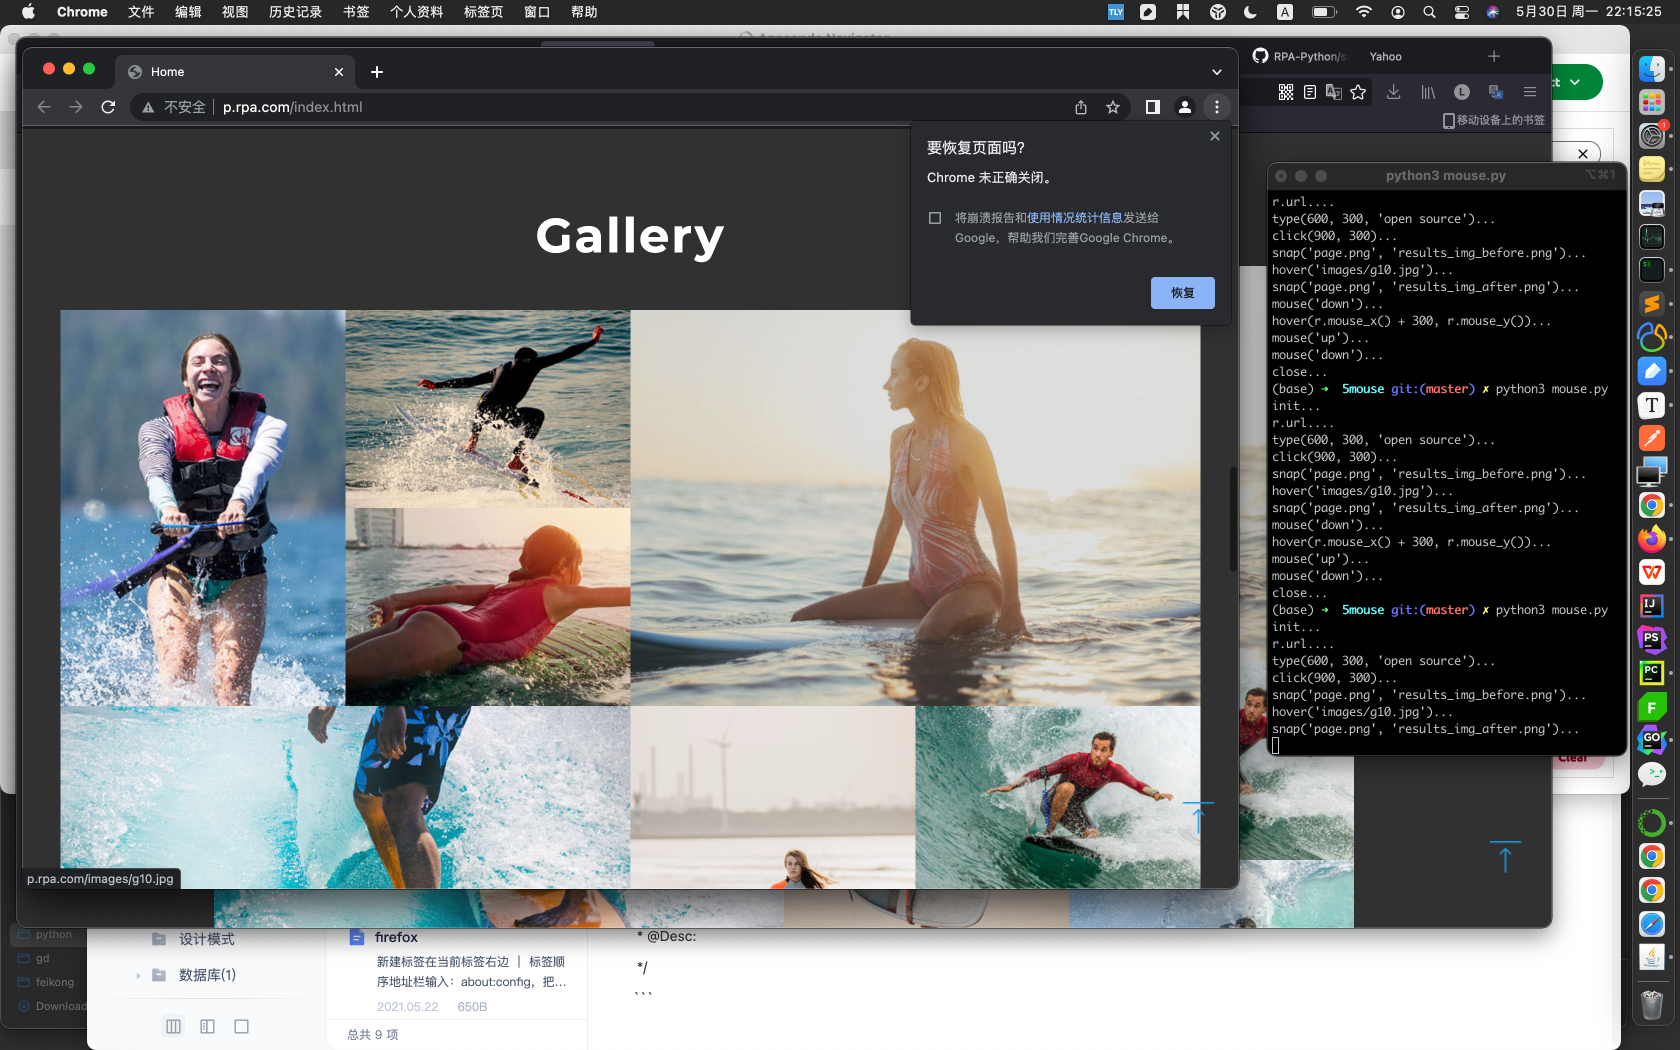 Chrome 文件 编辑 视图 历史记录 书签 个人资料 标签页 窗口 帮助
TLY A 5月30日 周一 22:15:25
Home
不安全 p.rpa.com/index.html
RPA-Python/s
Yahoo
移动设备上的书签
要恢复页面吗?
Chrome 未正确关闭。
将崩溃报告和使用情况统计信息发送给
Google，帮助我们完善Google Chrome。
恢复
Gallery
p.rpa.com/images/g10.jpg
python3 mouse.py ⌥⌘1
r.url....
type(600, 300, 'open source')...
click(900, 300)...
snap('page.png', 'results_img_before.png')...
hover('images/g10.jpg')...
snap('page.png', 'results_img_after.png')...
mouse('down')...
hover(r.mouse_x() + 300, r.mouse_y())...
mouse('up')...
mouse('down')...
close...
(base) ➜ 5mouse git:(master) ✗ python3 mouse.py
init...
r.url....
type(600, 300, 'open source')...
click(900, 300)...
snap('page.png', 'results_img_before.png')...
hover('images/g10.jpg')...
snap('page.png', 'results_img_after.png')...
mouse('down')...
hover(r.mouse_x() + 300, r.mouse_y())...
mouse('up')...
mouse('down')...
close...
(base) ➜ 5mouse git:(master) ✗ python3 mouse.py
init...
r.url....
type(600, 300, 'open source')...
click(900, 300)...
snap('page.png', 'results_img_before.png')...
hover('images/g10.jpg')...
snap('page.png', 'results_img_after.png')...
Clear
python
gd
feikong
Download
设计模式
数据库(1)
firefox
新建标签在当前标签右边 | 标签顺
序地址栏输入：about:config，把...
2021.05.22 650B
总共 9 项
* @Desc:
*/
```